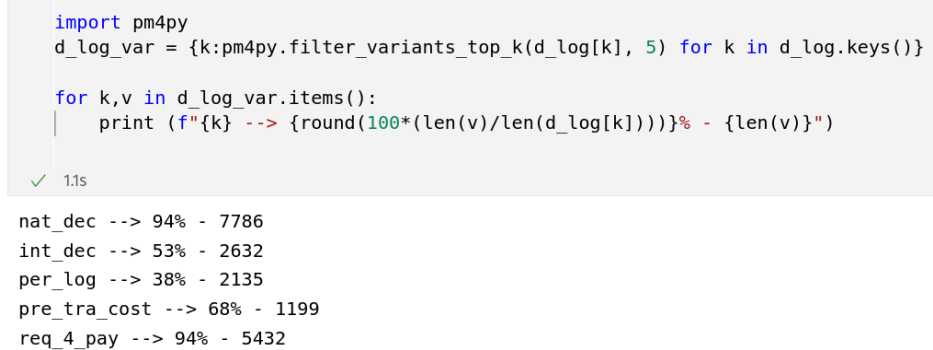 import pm4py
d_log_var = {k:pm4py.filter_variants_top_k(d_log[k], 5) for k in d_log.keys()}
for k,v in d_log_var.items():
    print (f"{k} --> {round(100*(len(v)/len(d_log[k])))}% - {len(v)}")
1.1s
nat_dec --> 94% - 7786
int_dec --> 53% - 2632
per_log --> 38% - 2135
pre_tra_cost --> 68% - 1199
req_4_pay --> 94% - 5432